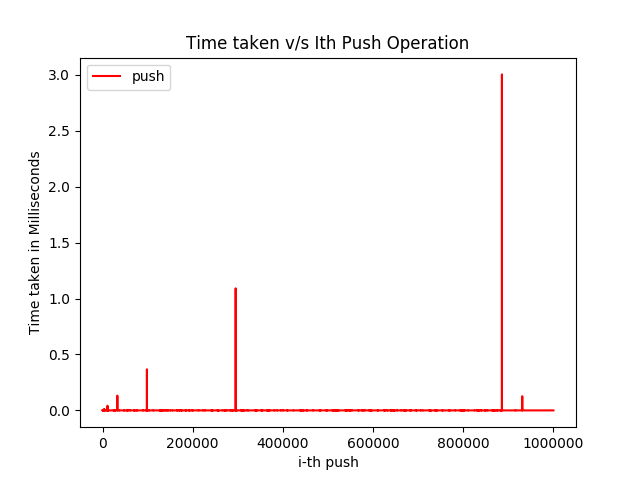 Time taken v/s Ith Push Operation
push
Time taken in Milliseconds
3.0
2.5
2.0
1.5
1.0
0.5
0.0
0 200000 400000 600000 800000 1000000
i-th push